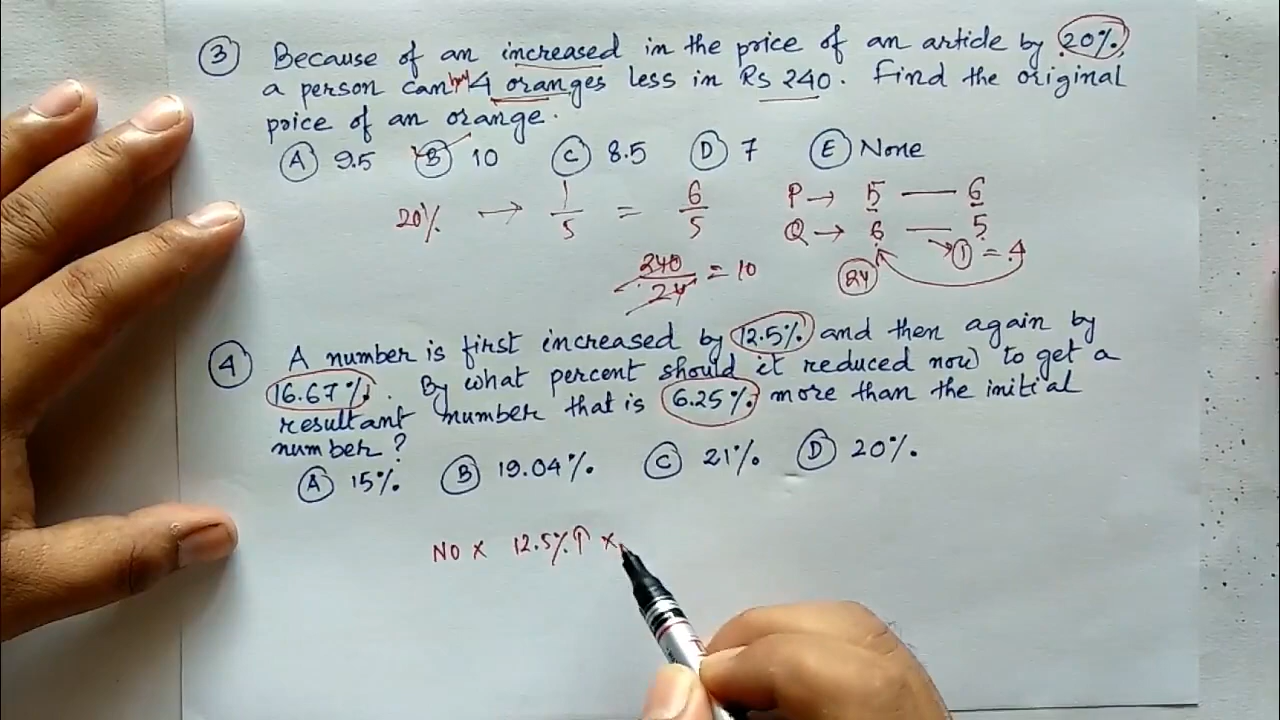 ③ Because of an increased in the price of an article by 20%,
a person can buy 4 oranges less in Rs 240. Find the original
price of an orange.
Ⓐ 9.5 Ⓑ 10 Ⓒ 8.5 Ⓓ 7 Ⓔ None
20% → 1/5 = 6/5
P → 5 — 6
Q → 6 — 5
→ ① = 4
240/24 = 10
24
④ A number is first increased by 12.5% and then again by
16.67%. By what percent should it reduced now to get a
resultant number that is 6.25% more than the initial
number?
Ⓐ 15% Ⓑ 19.04% Ⓒ 21% Ⓓ 20%.
NO × 12.5%↑ ×